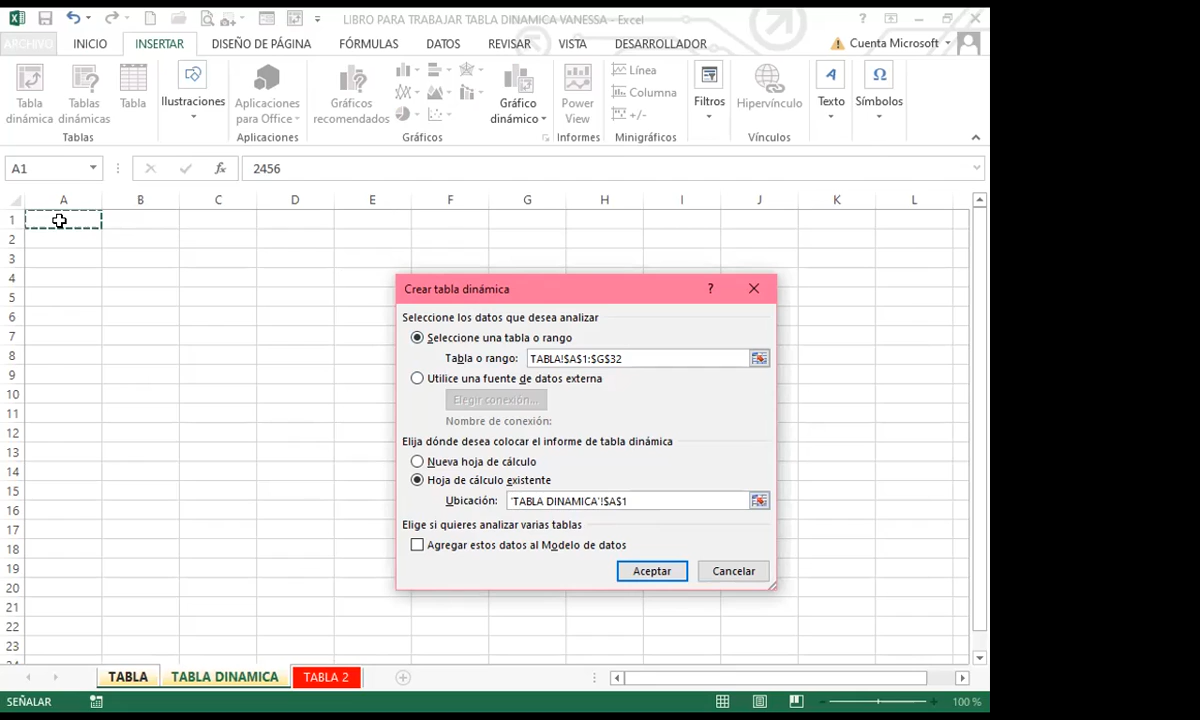 LIBRO PARA TRABAJAR TABLA DINAMICA VANESSA - Excel
?
ARCHIVO INICIO INSERTAR DISEÑO DE PÁGINA FÓRMULAS DATOS REVISAR VISTA DESARROLLADOR Cuenta Microsoft
Tabla dinámica
Tablas dinámicas
Tabla
Tablas
Ilustraciones
Aplicaciones para Office
Aplicaciones
Gráficos recomendados
Gráfico dinámico
Gráficos
Power View
Informes
Línea
Columna
+/-
Minigráficos
Filtros
Hipervínculo
Vínculos
Texto
Símbolos
A1 fx 2456
A B C D E F G H I J K L
1
2
3
4
5
6
7
8
9
10
11
12
13
14
15
16
17
18
19
20
21
22
23
24
Crear tabla dinámica ?
Seleccione los datos que desea analizar
Seleccione una tabla o rango
Tabla o rango: TABLA!$A$1:$G$32
Utilice una fuente de datos externa
Elegir conexión...
Nombre de conexión:
Elija dónde desea colocar el informe de tabla dinámica
Nueva hoja de cálculo
Hoja de cálculo existente
Ubicación: 'TABLA DINAMICA'!$A$1
Elige si quieres analizar varias tablas
Agregar estos datos al Modelo de datos
Aceptar Cancelar
TABLA TABLA DINAMICA TABLA 2
SEÑALAR 100 %